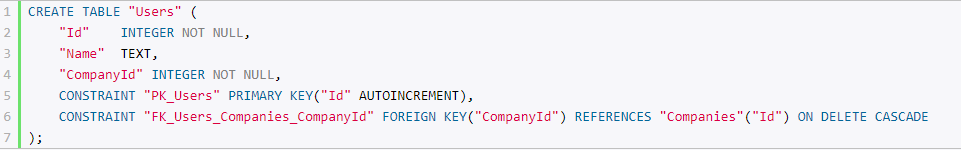 1 CREATE TABLE "Users" (
2     "Id"    INTEGER NOT NULL,
3     "Name"  TEXT,
4     "CompanyId" INTEGER NOT NULL,
5     CONSTRAINT "PK_Users" PRIMARY KEY("Id" AUTOINCREMENT),
6     CONSTRAINT "FK_Users_Companies_CompanyId" FOREIGN KEY("CompanyId") REFERENCES "Companies"("Id") ON DELETE CASCADE
7 );